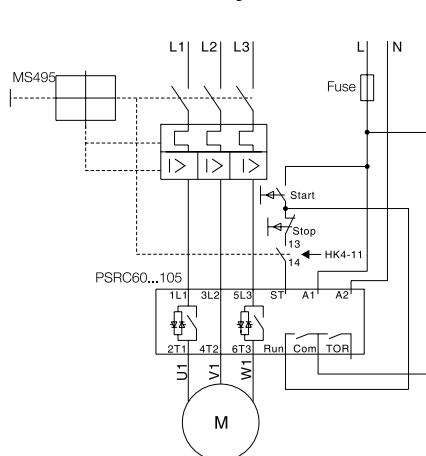 L1 L2 L3 L N
MS495
Fuse
I> I> I>
Start
Stop
13
HK4-11
14
PSRC60...105
1L1 3L2 5L3 ST A1 A2
2T1 4T2 6T3 Run Com TOR
U1 V1 W1
M